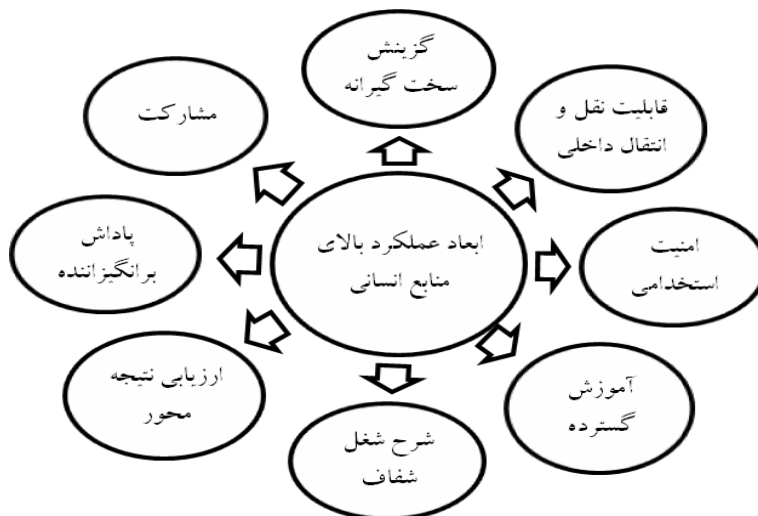 گزینش
سخت گیرانه
قابلیت نقل و
انتقال داخلی
امنیت
استخدامی
آموزش
گسترده
شرح شغل
شفاف
ارزیابی نتیجه
محور
پاداش
برانگیزاننده
مشارکت
ابعاد عملکرد بالای
منابع انسانی